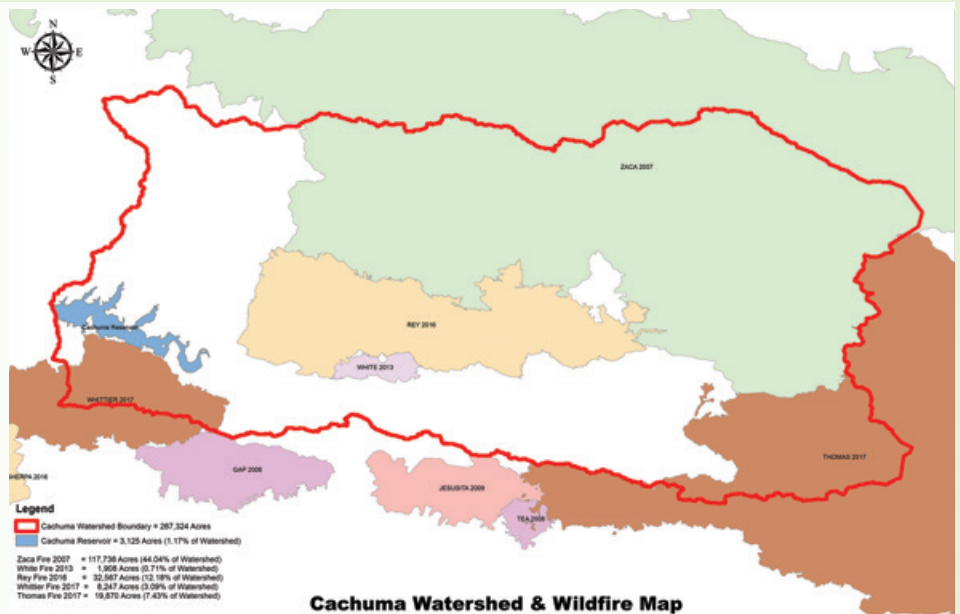 N
W E
S
ZACA 2007
REY 2016
Cachuma Reservoir
WHITE 2013
WHITTIER 2017
THOMAS 2017
GAP 2008
SHERPA 2016
JESUSITA 2009
TEA 2008
Legend
Cachuma Watershed Boundary = 267,324 Acres
Cachuma Reservoir = 3,125 Acres (1.17% of Watershed)
Zaca Fire 2007 = 117,738 Acres (44.04% of Watershed)
White Fire 2013 = 1,908 Acres (0.71% of Watershed)
Rey Fire 2016 = 32,567 Acres (12.18% of Watershed)
Whittier Fire 2017 = 8,247 Acres (3.09% of Watershed)
Thomas Fire 2017 = 19,870 Acres (7.43% of Watershed)
Cachuma Watershed & Wildfire Map